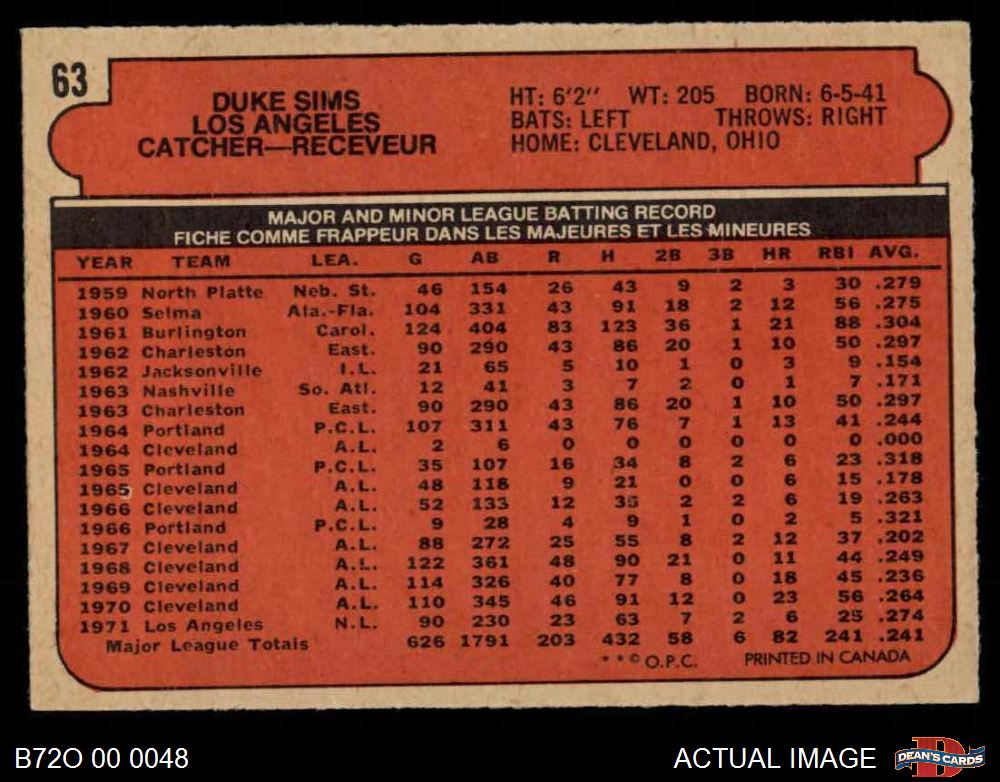 63
DUKE SIMS
LOS ANGELES
CATCHER—RECEVEUR
HT: 6'2" WT: 205 BORN: 6-5-41
BATS: LEFT THROWS: RIGHT
HOME: CLEVELAND, OHIO
MAJOR AND MINOR LEAGUE BATTING RECORD
FICHE COMME FRAPPEUR DANS LES MAJEURES ET LES MINEURES
YEAR TEAM LEA. G AB R H 2B 3B HR RBI AVG.
1959 North Platte Neb. St. 46 154 26 43 9 2 3 30 .279
1960 Selma Ala.-Fla. 104 331 43 91 18 2 12 56 .275
1961 Burlington Carol. 124 404 83 123 36 1 21 88 .304
1962 Charleston East. 90 290 43 86 20 1 10 50 .297
1962 Jacksonville I.L. 21 65 5 10 1 0 3 9 .154
1963 Nashville So. Atl. 12 41 3 7 2 0 1 7 .171
1963 Charleston East. 90 290 43 86 20 1 10 50 .297
1964 Portland P.C.L. 107 311 43 76 7 1 13 41 .244
1964 Cleveland A.L. 2 6 0 0 0 0 0 0 .000
1965 Portland P.C.L. 35 107 16 34 8 2 6 23 .318
1965 Cleveland A.L. 48 118 9 21 0 0 6 15 .178
1966 Cleveland A.L. 52 133 12 35 2 2 6 19 .263
1966 Portland P.C.L. 9 28 4 9 1 0 2 5 .321
1967 Cleveland A.L. 88 272 25 55 8 2 12 37 .202
1968 Cleveland A.L. 122 361 48 90 21 0 11 44 .249
1969 Cleveland A.L. 114 326 40 77 8 0 18 45 .236
1970 Cleveland A.L. 110 345 46 91 12 0 23 56 .264
1971 Los Angeles N.L. 90 230 23 63 7 2 6 25 .274
Major League Totals 626 1791 203 432 58 6 82 241 .241
**© O.P.C. PRINTED IN CANADA
B72O 00 0048
ACTUAL IMAGE
D
DEAN'S CARDS